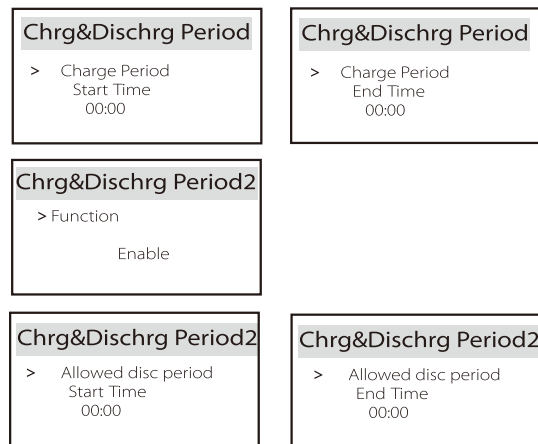 Chrg&Dischrg Period
> Charge Period
Start Time
00:00
Chrg&Dischrg Period
> Charge Period
End Time
00:00
Chrg&Dischrg Period2
> Function
Enable
Chrg&Dischrg Period2
> Allowed disc period
Start Time
00:00
Chrg&Dischrg Period2
> Allowed disc period
End Time
00:00